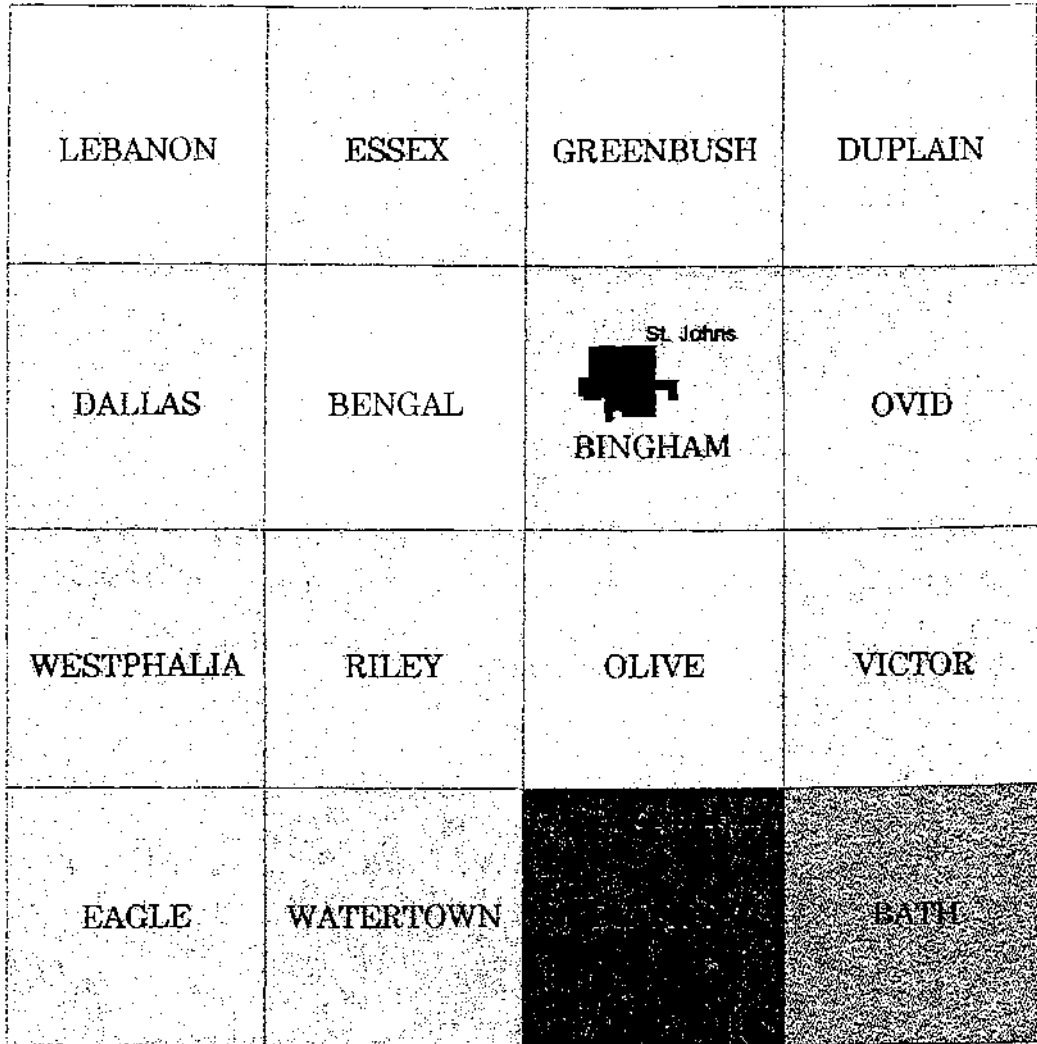 LEBANON
ESSEX
GREENBUSH
DUPLAIN
DALLAS
BENGAL
St. Johns
BINGHAM
OVID
WESTPHALIA
RILEY
OLIVE
VICTOR
EAGLE
WATERTOWN
BATH